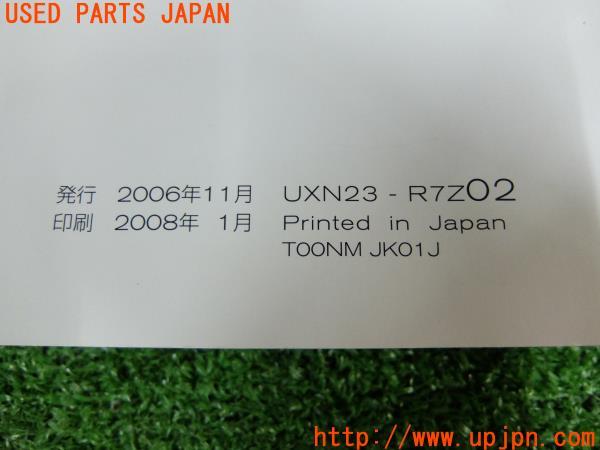 USED PARTS JAPAN
発行 2006年11月 UXN23 - R7Z02
印刷 2008年 1月 Printed in Japan
T00NM JK01J
http://www.upjpn.com/